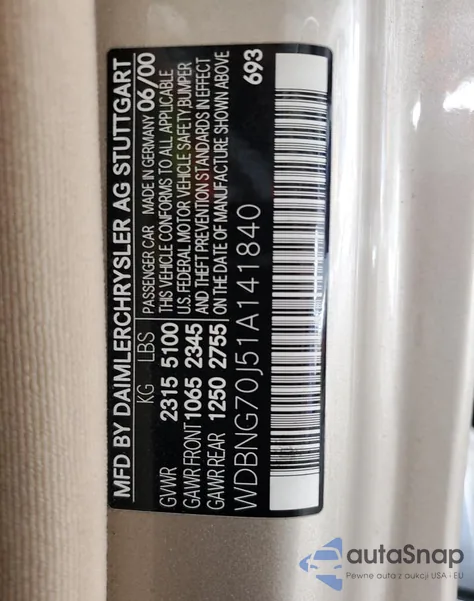 MFD BY DAIMLERCHRYSLER AG STUTTGART
KG LBS PASSENGER CAR MADE IN GERMANY 06/00
GVWR 2315 5100 THIS VEHICLE CONFORMS TO ALL APPLICABLE
U.S. FEDERAL MOTOR VEHICLE SAFETY, BUMPER
GAWR FRONT 1065 2345 AND THEFT PREVENTION STANDARDS IN EFFECT
GAWR REAR 1250 2755 ON THE DATE OF MANUFACTURE SHOWN ABOVE
WDBNG70J51A141840 693
autoSnap
Pewne auta z aukcji USA - EU